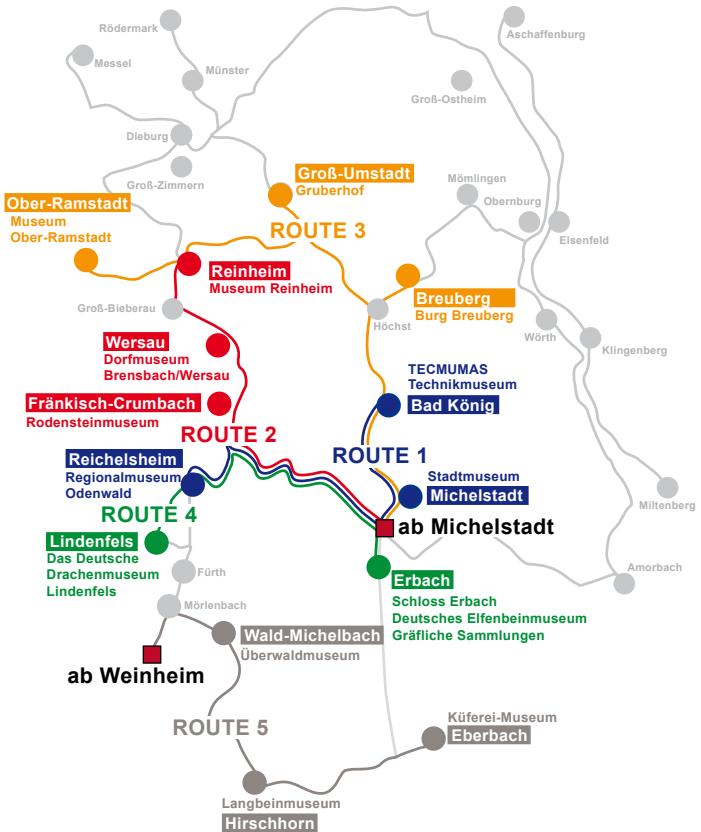 Rödermark
Aschaffenburg
Messel
Münster
Groß-Ostheim
Dieburg
Groß-Zimmern
Groß-Umstadt
Gruberhof
Mömlingen
Obernburg
Elsenfeld
Ober-Ramstadt
Museum
Ober-Ramstadt
ROUTE 3
Reinheim
Museum Reinheim
Breuberg
Burg Breuberg
Groß-Bieberau
Höchst
Wörth
Klingenberg
Wersau
Dorfmuseum
Brensbach/Wersau
TECMUMAS
Technikmuseum
Bad König
Fränkisch-Crumbach
Rodensteinmuseum
ROUTE 2
ROUTE 1
Reichelsheim
Regionalmuseum
Odenwald
Stadtmuseum
Michelstadt
Miltenberg
ROUTE 4
ab Michelstadt
Lindenfels
Das Deutsche
Drachenmuseum
Lindenfels
Fürth
Erbach
Schloss Erbach
Deutsches Elfenbeinmuseum
Gräfliche Sammlungen
Amorbach
Mörlenbach
Wald-Michelbach
Überwaldmuseum
ab Weinheim
ROUTE 5
Küferei-Museum
Eberbach
Langbeinmuseum
Hirschhorn